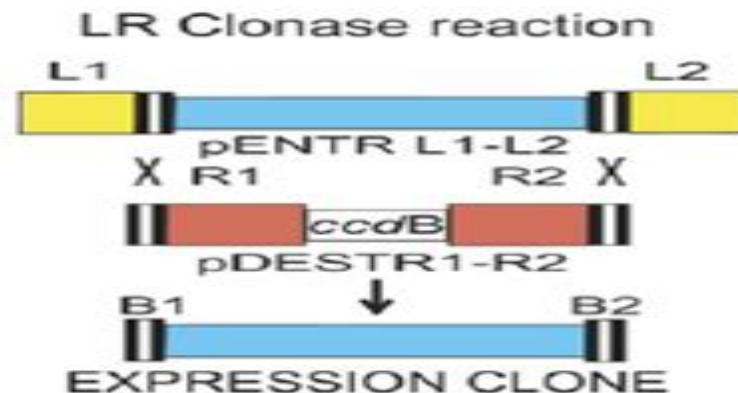 LR Clonase reaction
L1 L2
pENTR L1-L2
X R1 R2 X
ccdB
pDESTR1-R2
B1 B2
EXPRESSION CLONE